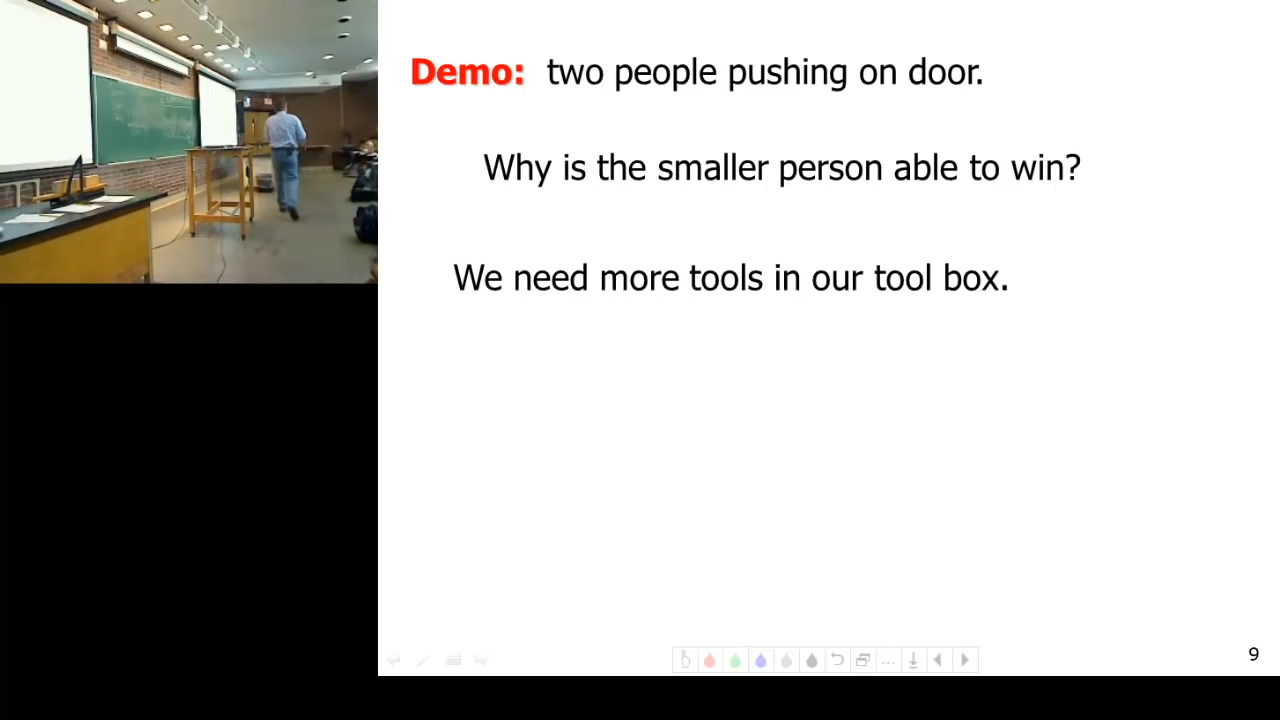 Demo: two people pushing on door.
Why is the smaller person able to win?
We need more tools in our tool box.
9